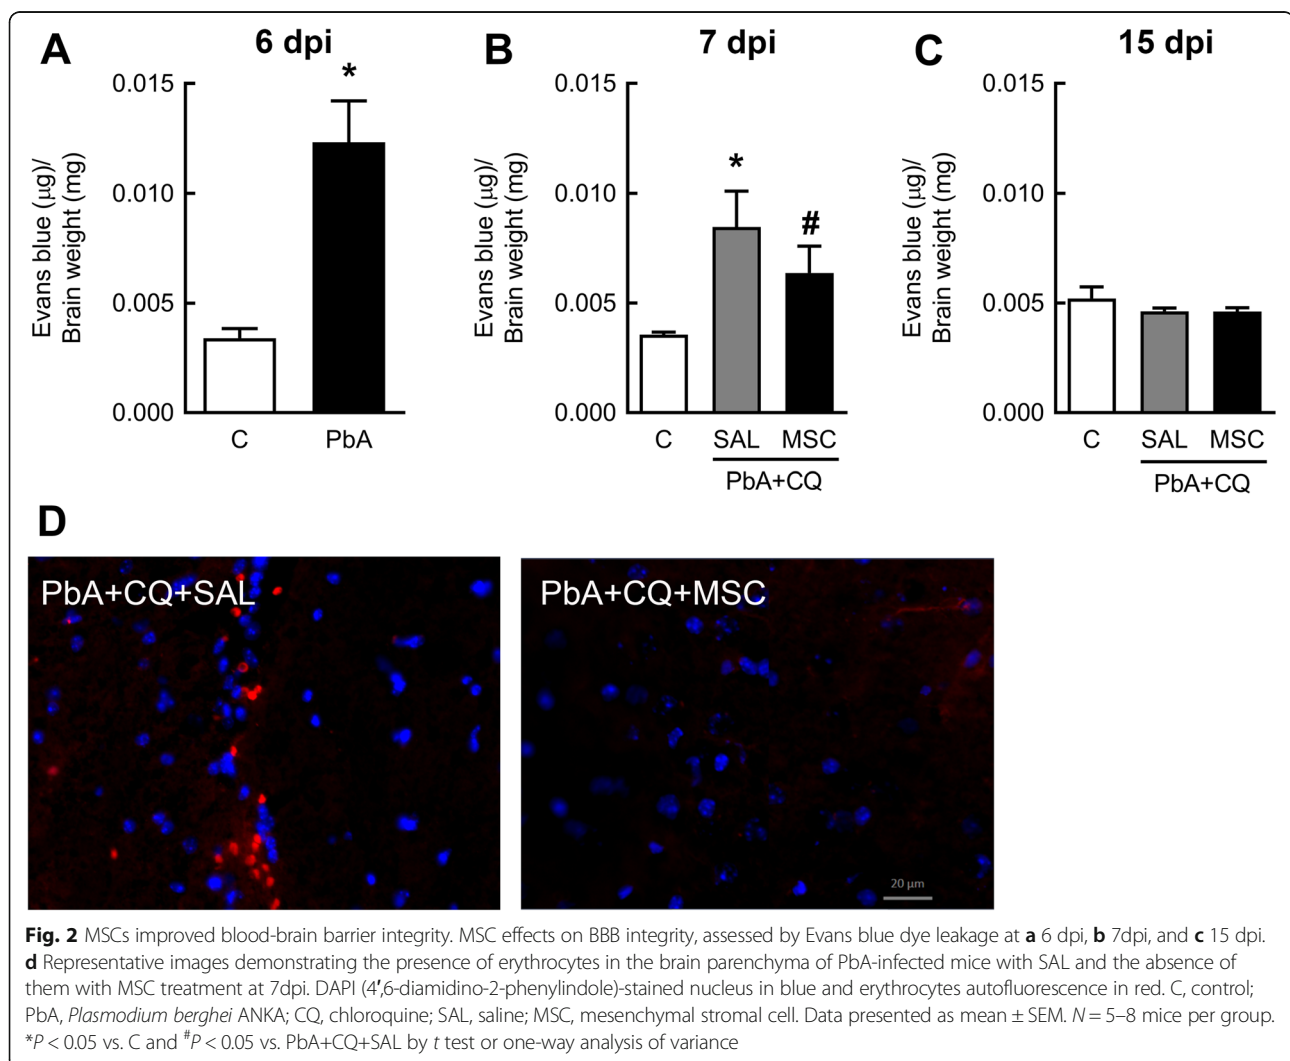 A
6 dpi
B
7 dpi
C
15 dpi
Evans blue (µg)/
Brain weight (mg)
0.015
0.010
0.005
0.000
*
C
PbA
Evans blue (µg)/
Brain weight (mg)
0.015
0.010
0.005
0.000
*
#
C
SAL
MSC
PbA+CQ
Evans blue (µg)/
Brain weight (mg)
0.015
0.010
0.005
0.000
C
SAL
MSC
PbA+CQ
D
PbA+CQ+SAL
PbA+CQ+MSC
20 µm
Fig. 2 MSCs improved blood-brain barrier integrity. MSC effects on BBB integrity, assessed by Evans blue dye leakage at a 6 dpi, b 7dpi, and c 15 dpi.
d Representative images demonstrating the presence of erythrocytes in the brain parenchyma of PbA-infected mice with SAL and the absence of
them with MSC treatment at 7dpi. DAPI (4′,6-diamidino-2-phenylindole)-stained nucleus in blue and erythrocytes autofluorescence in red. C, control;
PbA, Plasmodium berghei ANKA; CQ, chloroquine; SAL, saline; MSC, mesenchymal stromal cell. Data presented as mean ± SEM. N = 5–8 mice per group.
*P < 0.05 vs. C and #P < 0.05 vs. PbA+CQ+SAL by t test or one-way analysis of variance